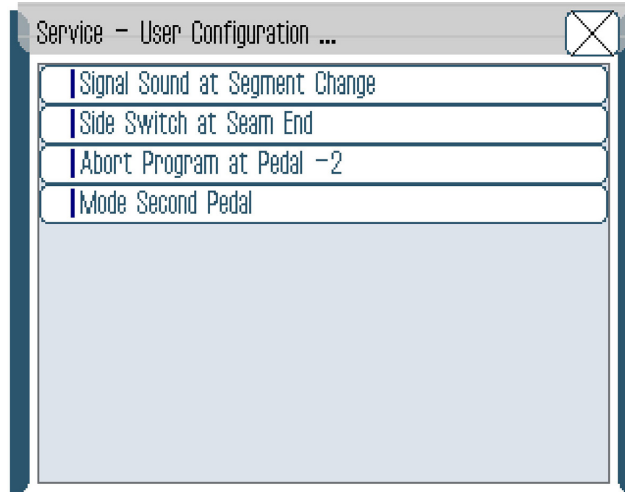 Service - User Configuration ...
Signal Sound at Segment Change
Side Switch at Seam End
Abort Program at Pedal -2
Mode Second Pedal